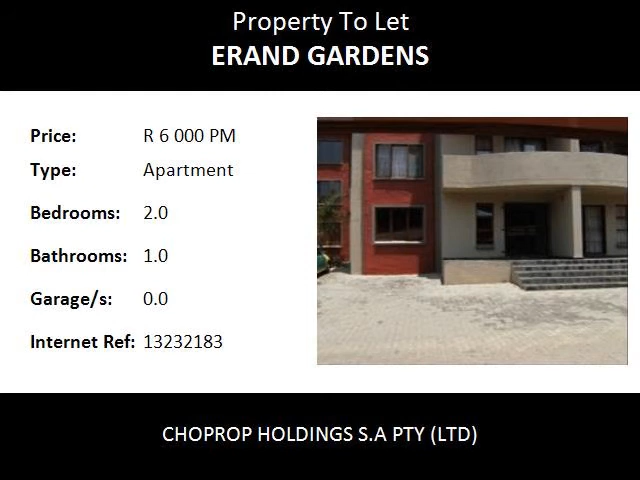 Property To Let
ERAND GARDENS
Price: R 6 000 PM
Type: Apartment
Bedrooms: 2.0
Bathrooms: 1.0
Garage/s: 0.0
Internet Ref: 13232183
CHOPROP HOLDINGS S.A PTY (LTD)